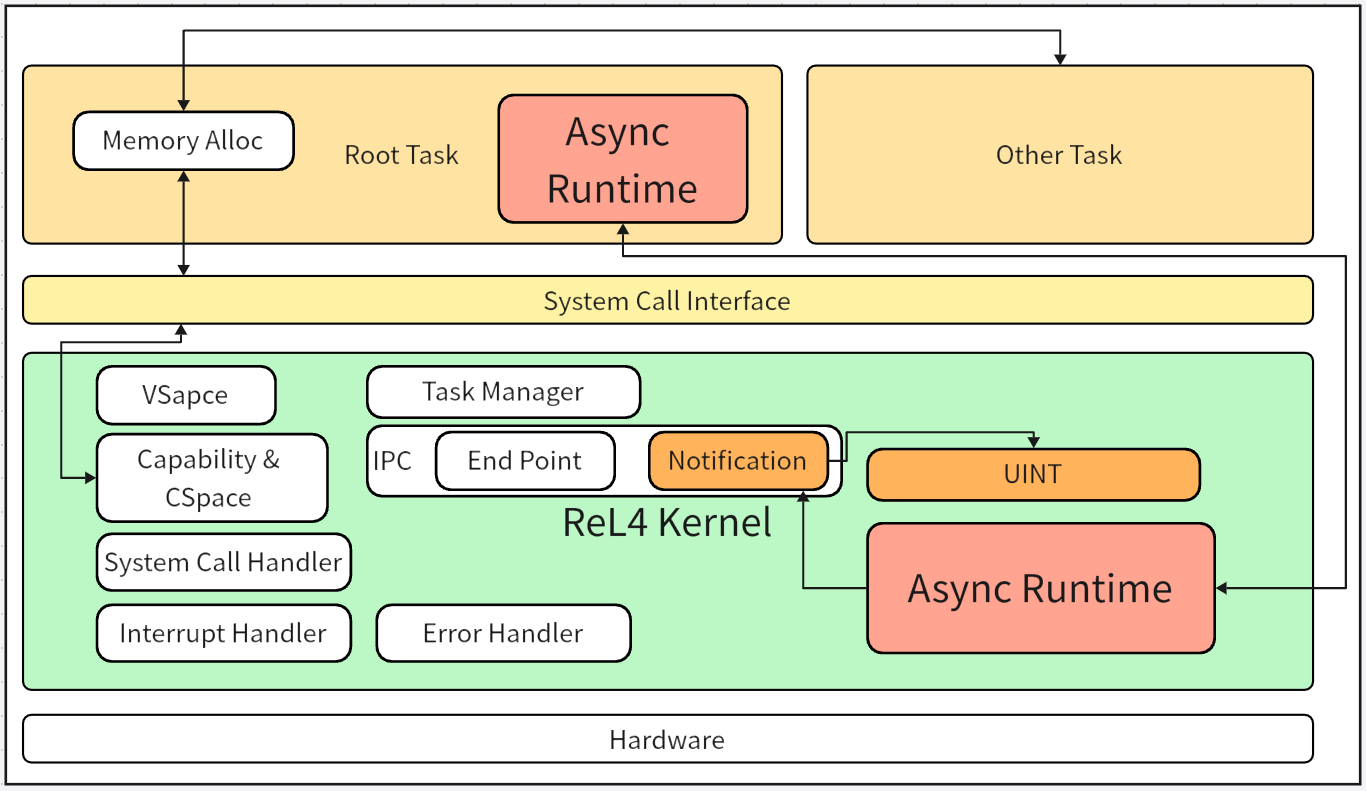 Memory Alloc
Root Task
Async
Runtime
Other Task
System Call Interface
VSapce
Task Manager
Capability &
CSpace
IPC
End Point
Notification
UINT
ReL4 Kernel
System Call Handler
Async Runtime
Interrupt Handler
Error Handler
Hardware